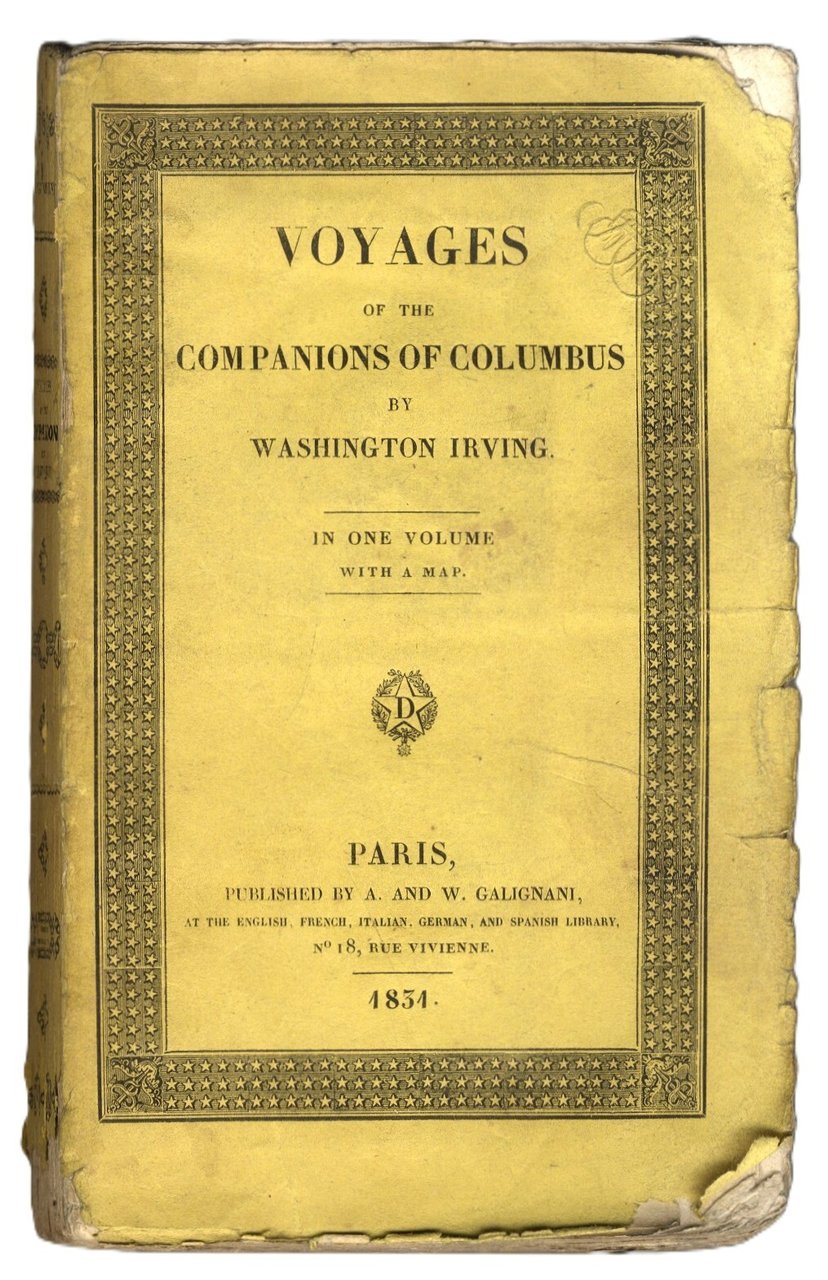 VOYAGES
OF THE
COMPANIONS OF COLUMBUS
BY
WASHINGTON IRVING.
IN ONE VOLUME
WITH A MAP.
D
PARIS,
PUBLISHED BY A. AND W. GALIGNANI,
AT THE ENGLISH, FRENCH, ITALIAN, GERMAN, AND SPANISH LIBRARY,
Nº 18, RUE VIVIENNE.
1831.